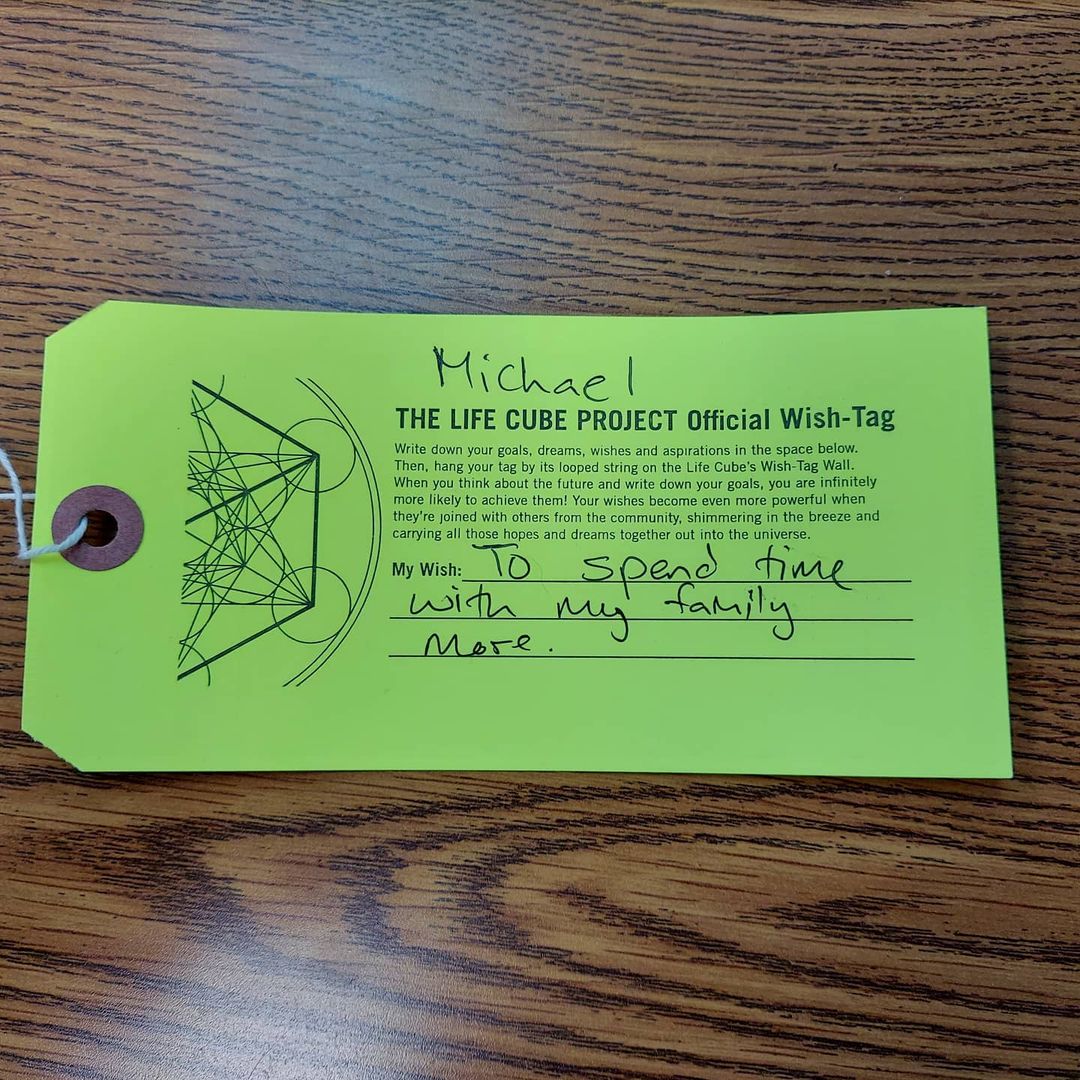 Michael
THE LIFE CUBE PROJECT Official Wish-Tag
Write down your goals, dreams, wishes and aspirations in the space below.
Then, hang your tag by its looped string on the Life Cube's Wish-Tag Wall.
When you think about the future and write down your goals, you are infinitely
more likely to achieve them! Your wishes become even more powerful when
they're joined with others from the community, shimmering in the breeze and
carrying all those hopes and dreams together out into the universe.
My Wish: To spend time
with my family
More.